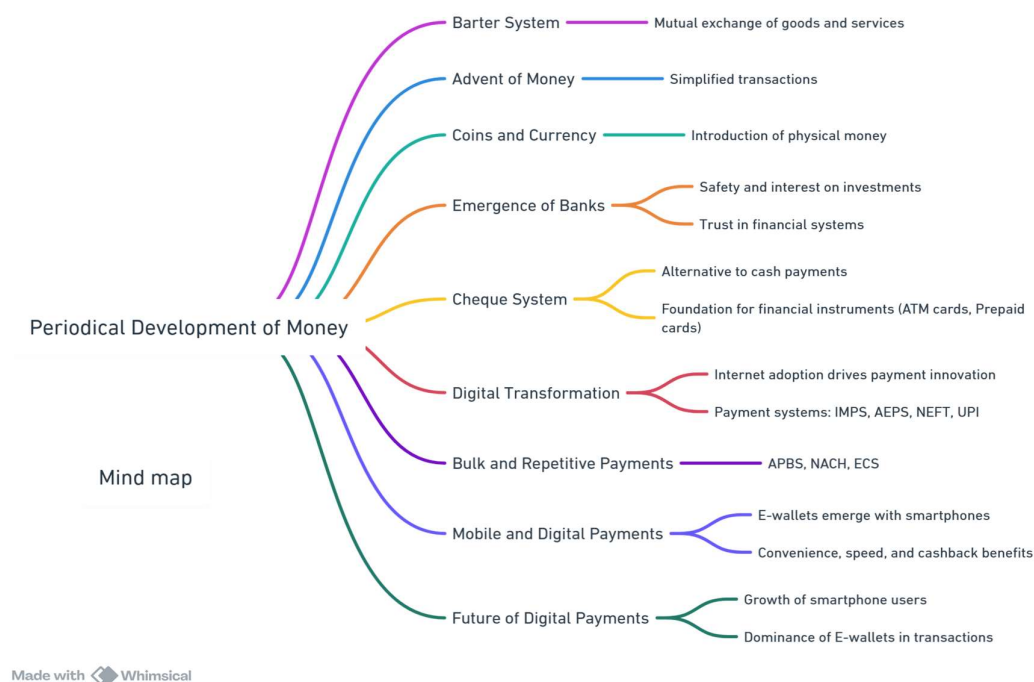 Barter System
Mutual exchange of goods and services
Advent of Money
Simplified transactions
Coins and Currency
Introduction of physical money
Emergence of Banks
Safety and interest on investments
Trust in financial systems
Cheque System
Alternative to cash payments
Foundation for financial instruments (ATM cards, Prepaid
cards)
Periodical Development of Money
Digital Transformation
Internet adoption drives payment innovation
Payment systems: IMPS, AEPS, NEFT, UPI
Bulk and Repetitive Payments
APBS, NACH, ECS
Mind map
Mobile and Digital Payments
E-wallets emerge with smartphones
Convenience, speed, and cashback benefits
Future of Digital Payments
Growth of smartphone users
Dominance of E-wallets in transactions
Made with Whimsical